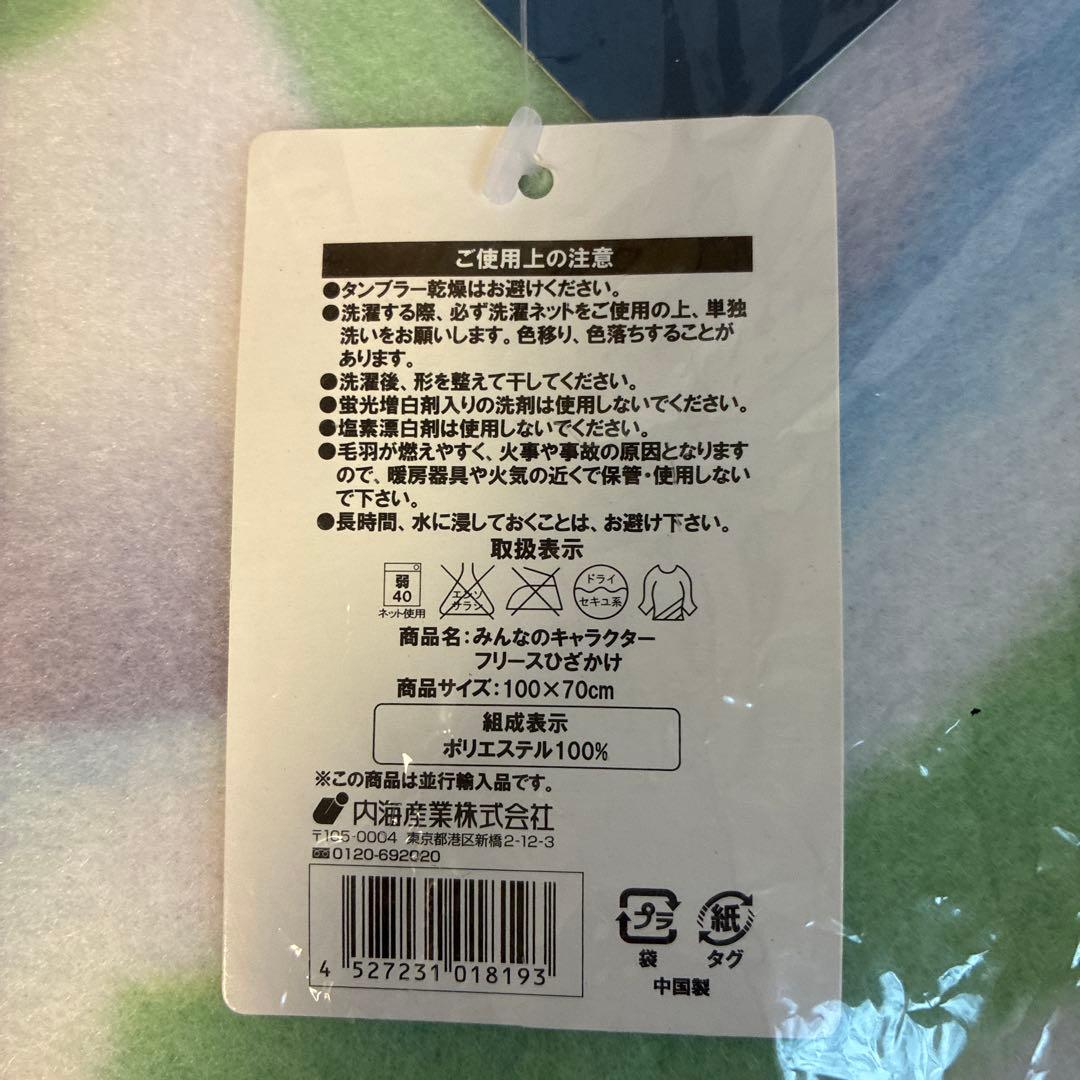 ご使用上の注意
●タンブラー乾燥はお避けください。
●洗濯する際、必ず洗濯ネットをご使用の上、単独
洗いをお願いします。色移り、色落ちすることが
あります。
●洗濯後、形を整えて干してください。
●蛍光増白剤入りの洗剤は使用しないでください。
●塩素漂白剤は使用しないでください。
●毛羽が燃えやすく、火事や事故の原因となります
ので、暖房器具や火気の近くで保管・使用しない
で下さい。
●長時間、水に浸しておくことは、お避け下さい。
取扱表示
弱
40
ネット使用
エンソ
サラシ
ドライ
セキユ系
商品名:みんなのキャラクター
フリースひざかけ
商品サイズ:100×70cm
組成表示
ポリエステル100%
※この商品は並行輸入品です。
内海産業株式会社
〒105-0004 東京都港区新橋2-12-3
0120-692020
4 527231 018193
プラ
袋
紙
タグ
中国製